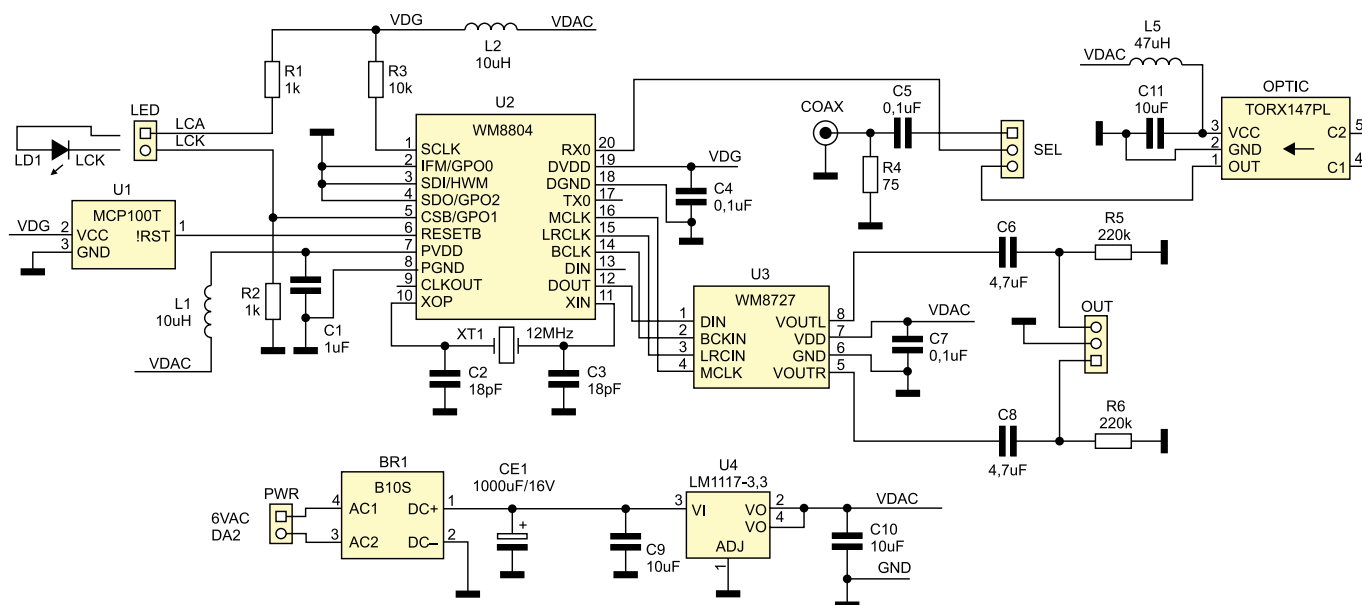 VDG
VDAC
L2
10uH
R1
1k
R3
10k
LED
LCA
LCK
LD1
LCK
U1
MCP100T
VDG
2
VCC
!RST
1
3
GND
L1
10uH
VDAC
R2
1k
C1
1uF
U2
WM8804
1
SCLK
2
IFM/GPO0
3
SDI/HWM
4
SDO/GPO2
5
CSB/GPO1
6
RESETB
7
PVDD
8
PGND
9
CLKOUT
10
XOP
RX0
20
DVDD
19
DGND
18
TX0
17
MCLK
16
LRCLK
15
BCLK
14
DIN
13
DOUT
12
XIN
11
XT1
12MHz
C2
18pF
C3
18pF
VDG
C4
0,1uF
COAX
C5
0,1uF
R4
75
SEL
L5
47uH
VDAC
C11
10uF
OPTIC
TORX147PL
3
VCC
C2
5
2
GND
1
OUT
C1
4
U3
WM8727
1
DIN
2
BCKIN
3
LRCIN
4
MCLK
VOUTL
8
VDD
7
GND
6
VOUTR
5
VDAC
C7
0,1uF
C6
4,7uF
R5
220k
OUT
C8
4,7uF
R6
220k
PWR
6VAC
DA2
BR1
B10S
4
AC1
DC+
1
3
AC2
DC–
2
CE1
1000uF/16V
+
C9
10uF
U4
LM1117-3,3
3
VI
VO
2
VO
4
ADJ
1
VDAC
C10
10uF
GND